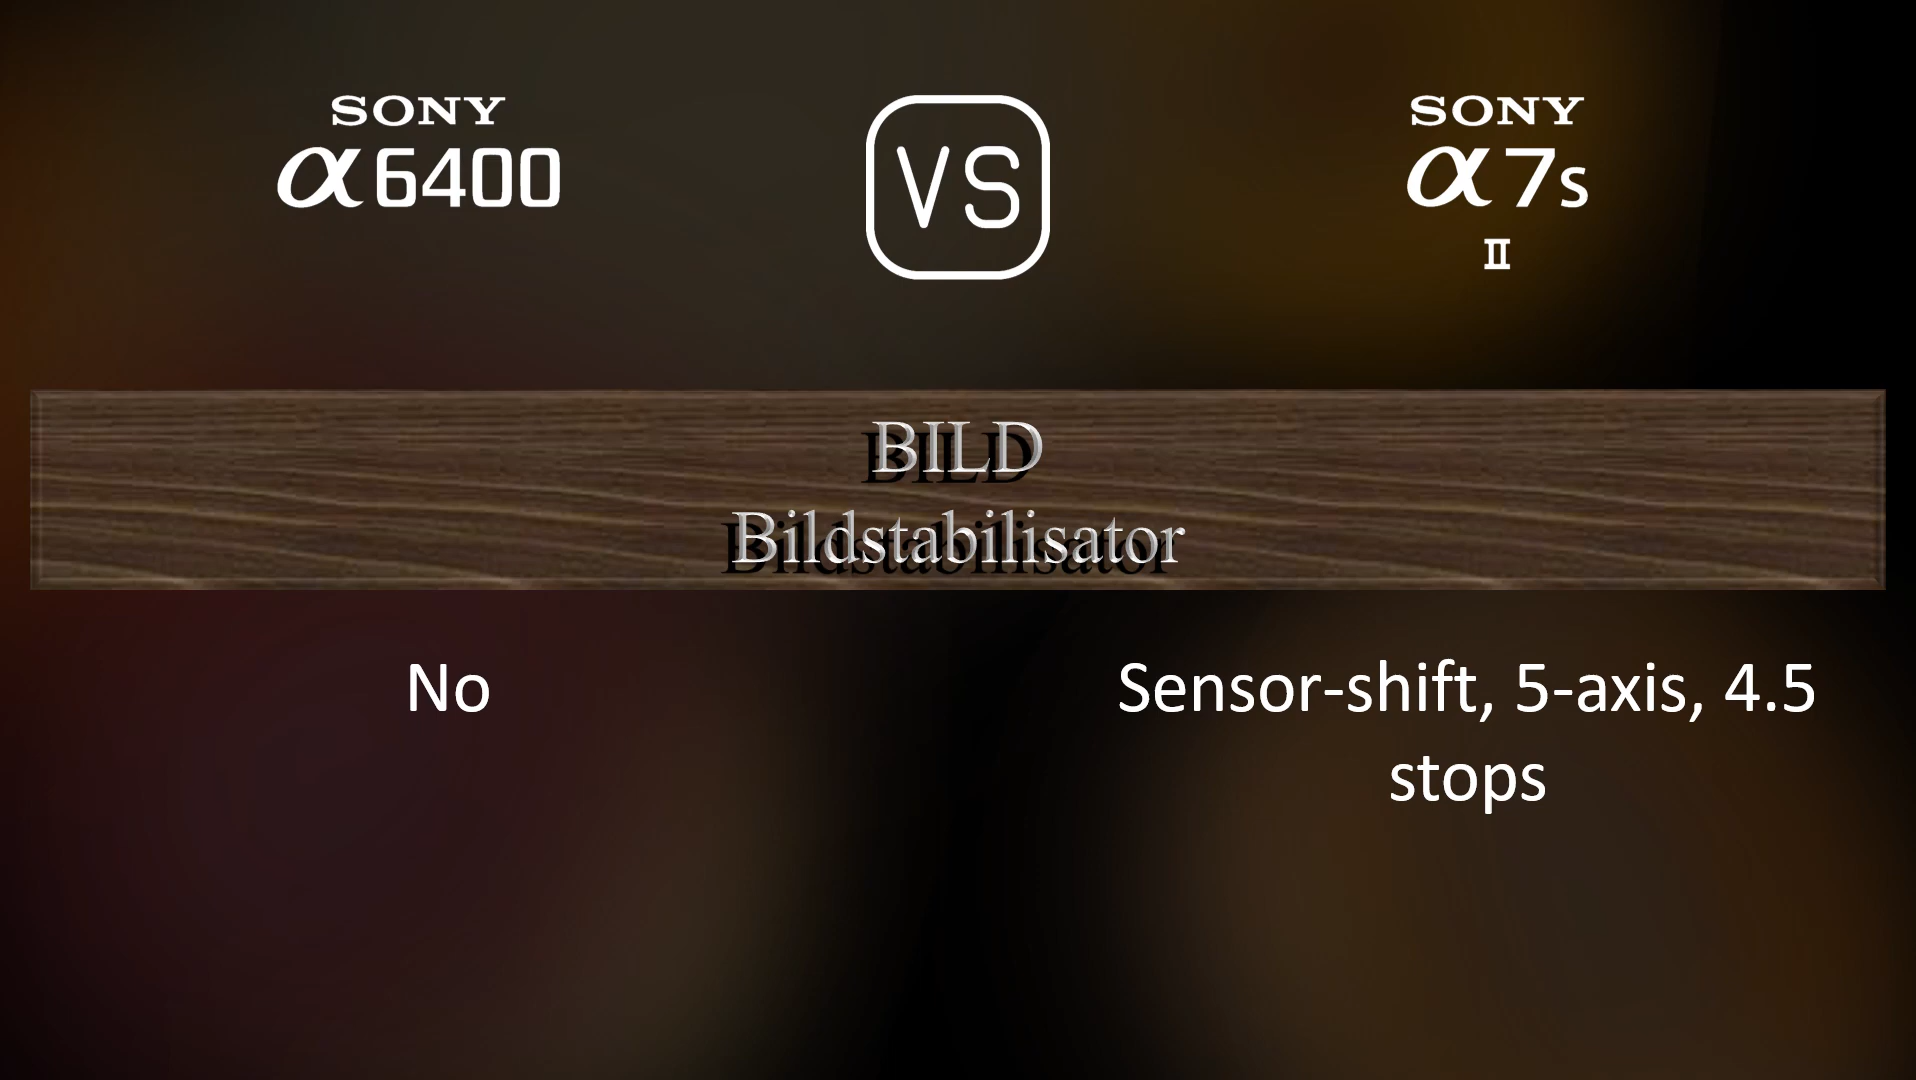 SONY
α6400
VS
SONY
α7s
II
BILD
Bildstabilisator
No
Sensor-shift, 5-axis, 4.5
stops